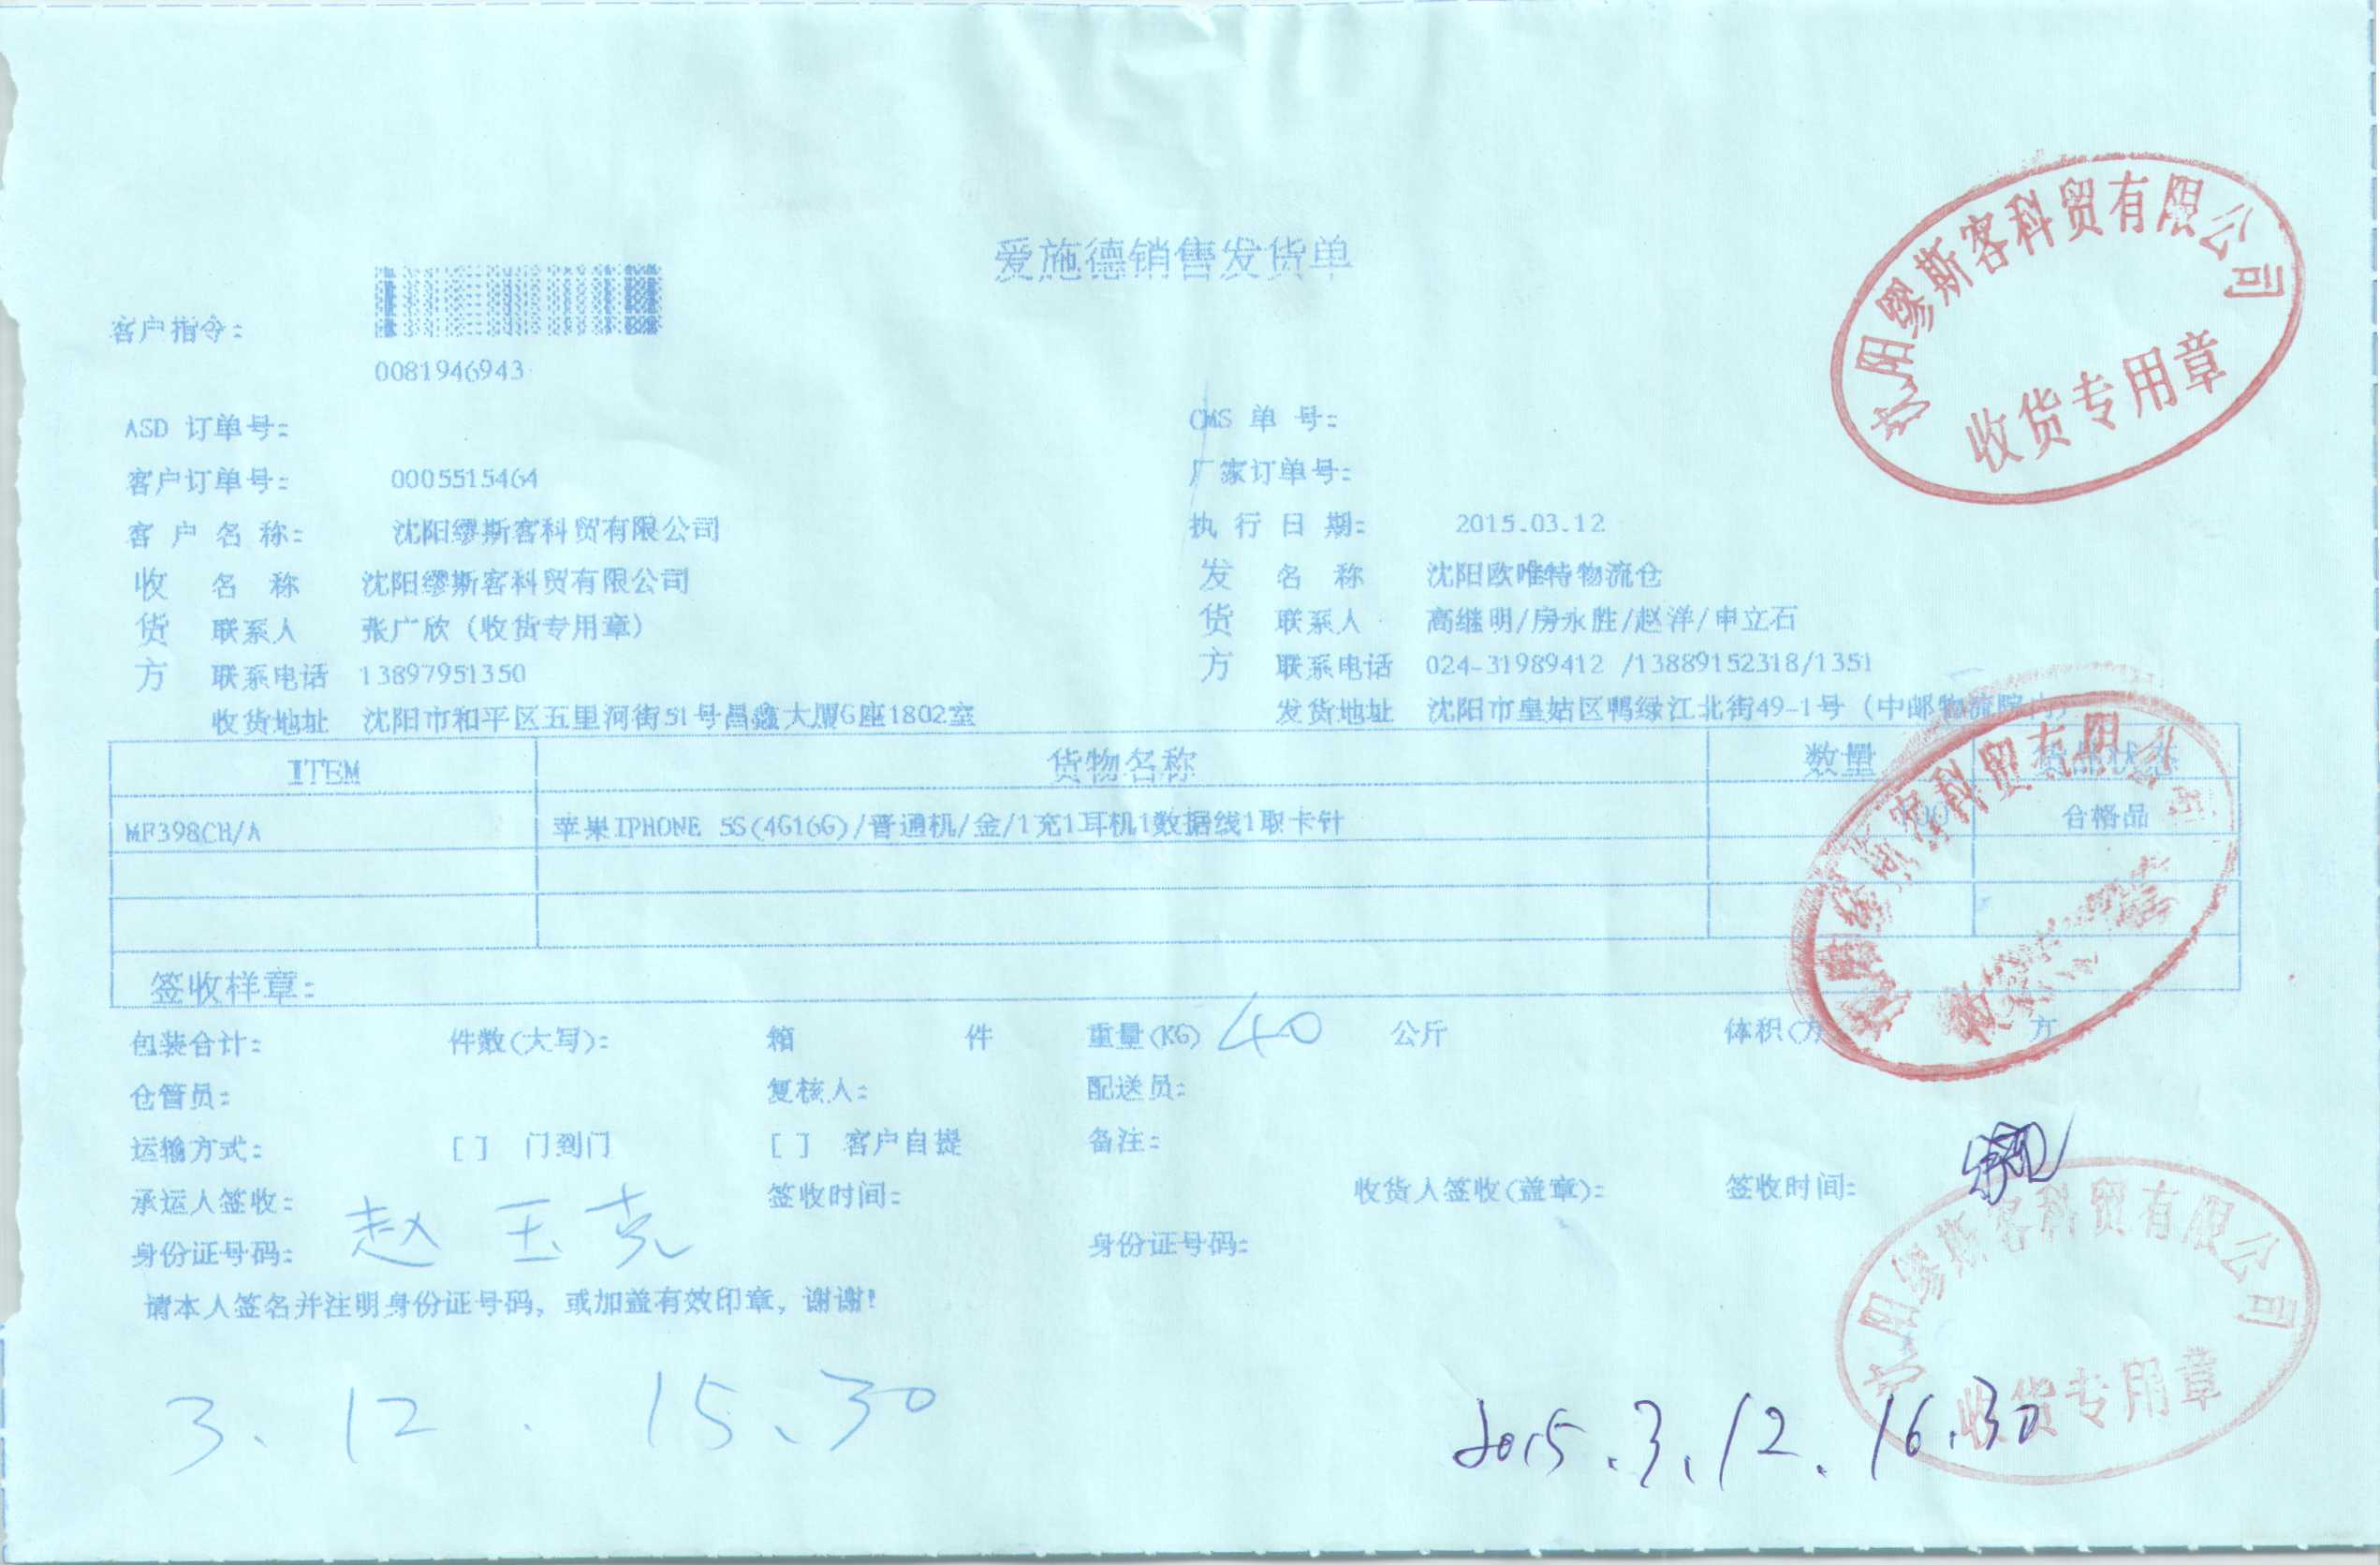 爱施德销售发货单
客户指令:
0081946943
ASD 订单号:
CMS 单 号:
客户订单号: 0005515464
厂家订单号:
客 户 名 称: 沈阳缪斯客科贸有限公司
执 行 日 期: 2015.03.12
收货方
名 称 沈阳缪斯客科贸有限公司
联系人 张广欣(收货专用章)
联系电话 13897951350
收货地址 沈阳市和平区五里河街51号昌鑫大厦G座1802室
发货方
名 称 沈阳欧唯特物流仓
联系人 高继明/房永胜/赵洋/申立石
联系电话 024-31989412 /13889152318/1351
发货地址 沈阳市皇姑区鸭绿江北街49-1号(中邮物流院内)
ITEM 货物名称 数量 货品状态
MF398CH/A 苹果IPHONE 5S(4G16G)/普通机/金/1充1耳机1数据线1取卡针 合格品
签收样章:
包装合计: 件数(大写): 箱 件 重量(KG) 40 公斤 体积(方 方
仓管员: 复核人: 配送员:
运输方式: [ ] 门到门 [ ] 客户自提 备注:
承运人签收: 赵玉克 签收时间: 收货人签收(盖章): 签收时间:
身份证号码: 身份证号码:
请本人签名并注明身份证号码, 或加盖有效印章, 谢谢!
3、12 . 15、30
2015.3.12. 16.30
沈阳缪斯客科贸有限公司
收货专用章
沈阳缪斯客科贸有限公司
沈阳缪斯客科贸有限公司
收货专用章